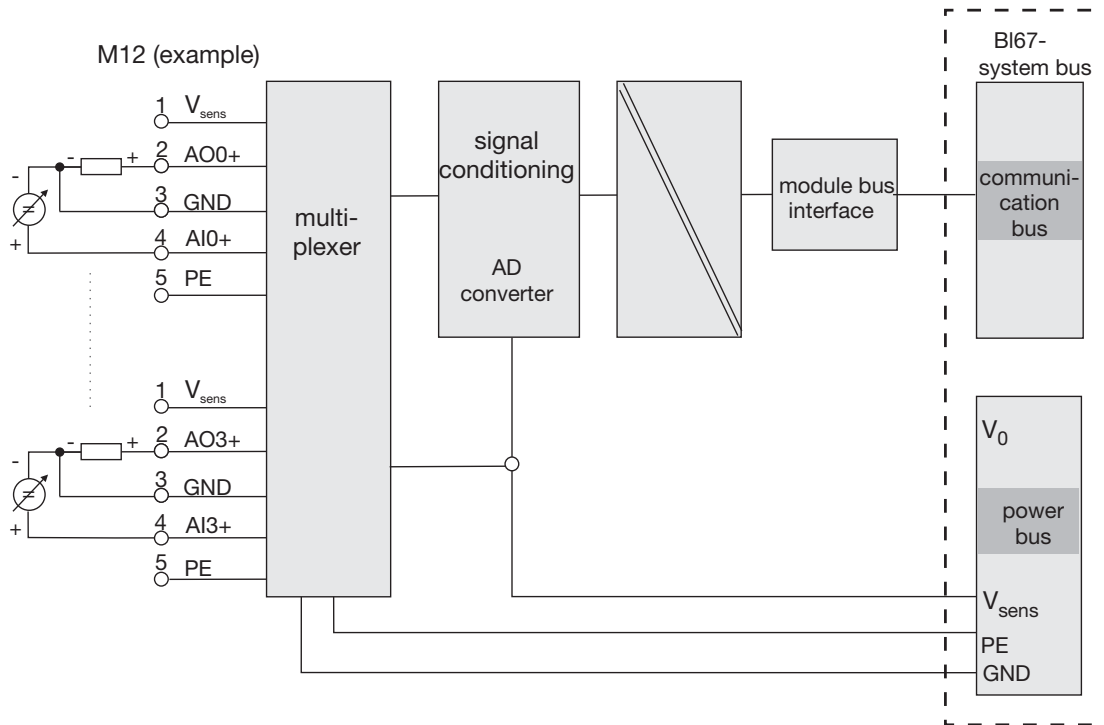 M12 (example)
1 Vsens
2 AO0+
- +
3 GND
-
4 AI0+
+
5 PE
1 Vsens
2 AO3+
- +
3 GND
-
4 AI3+
+
5 PE
multi-
plexer
signal
conditioning
AD
converter
module bus
interface
BI67-
system bus
communi-
cation
bus
V0
power
bus
Vsens
PE
GND